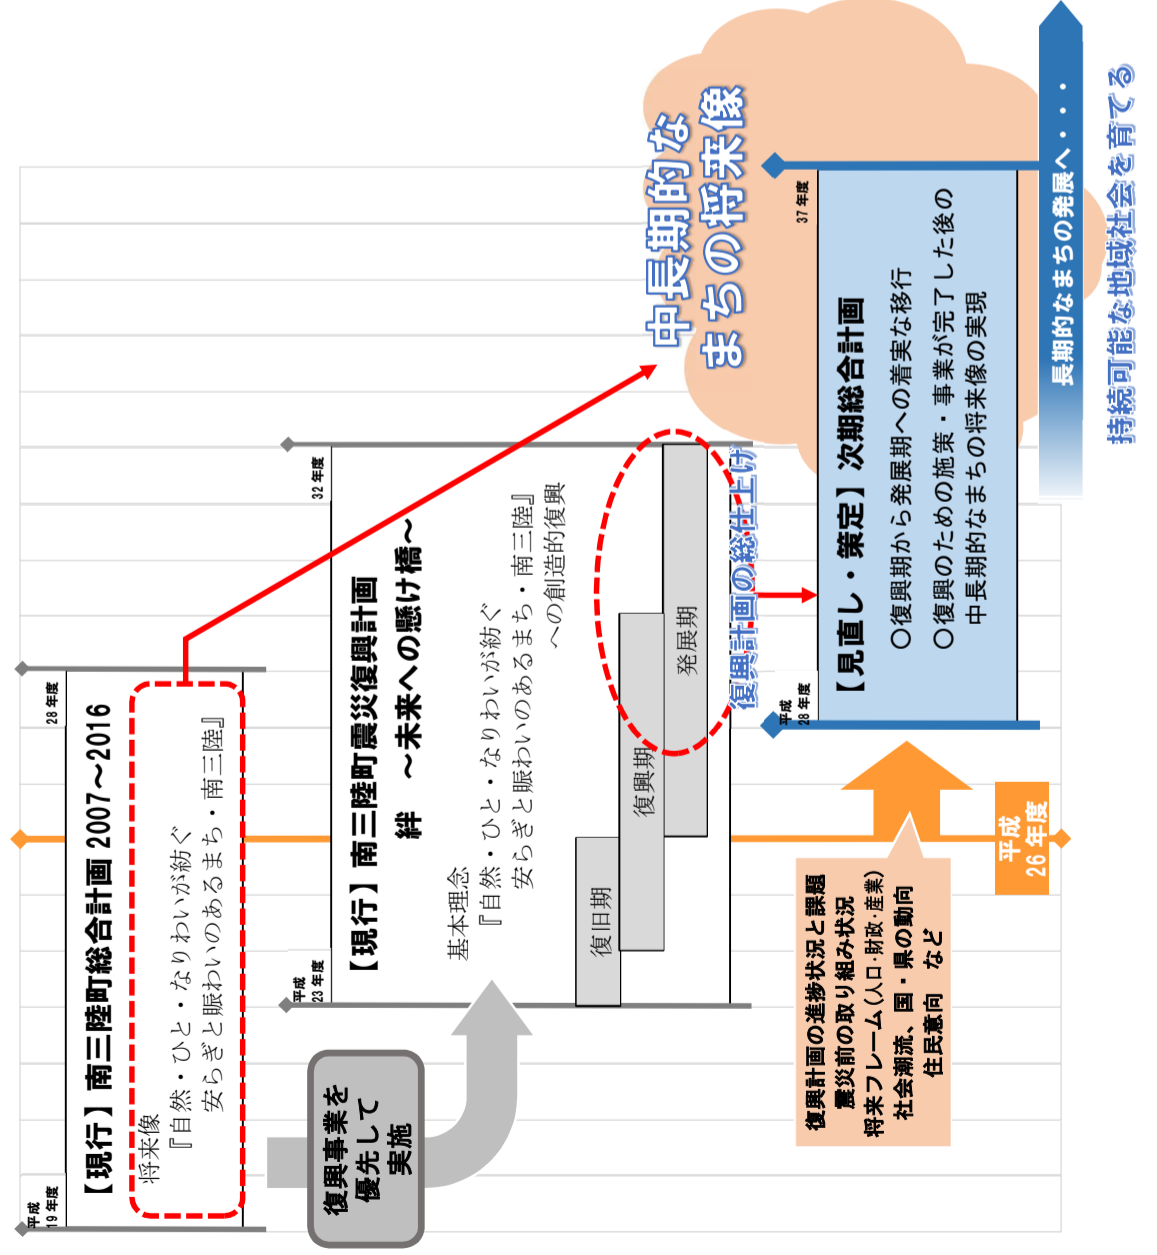 平成
19年度
28年度
【現行】南三陸町総合計画 2007～2016
将来像
『自然・ひと・なりわいが紡ぐ
安らぎと賑わいのあるまち・南三陸』
復興事業を
優先して
実施
平成
23年度
32年度
【現行】南三陸町震災復興計画
絆　～未来への懸け橋～
基本理念
『自然・ひと・なりわいが紡ぐ
安らぎと賑わいのあるまち・南三陸』
への創造的復興
復旧期
復興期
発展期
復興計画の総仕上げ
中長期的な
まちの将来像
平成
28年度
37年度
【見直し・策定】次期総合計画
〇復興期から発展期への着実な移行
〇復興のための施策・事業が完了した後の
中長期的なまちの将来像の実現
復興計画の進捗状況と課題
震災前の取り組み状況
将来フレーム(人口・財政・産業)
社会潮流、国・県の動向
住民意向　など
平成
26年度
長期的なまちの発展へ・・・・
持続可能な地域社会を育てる